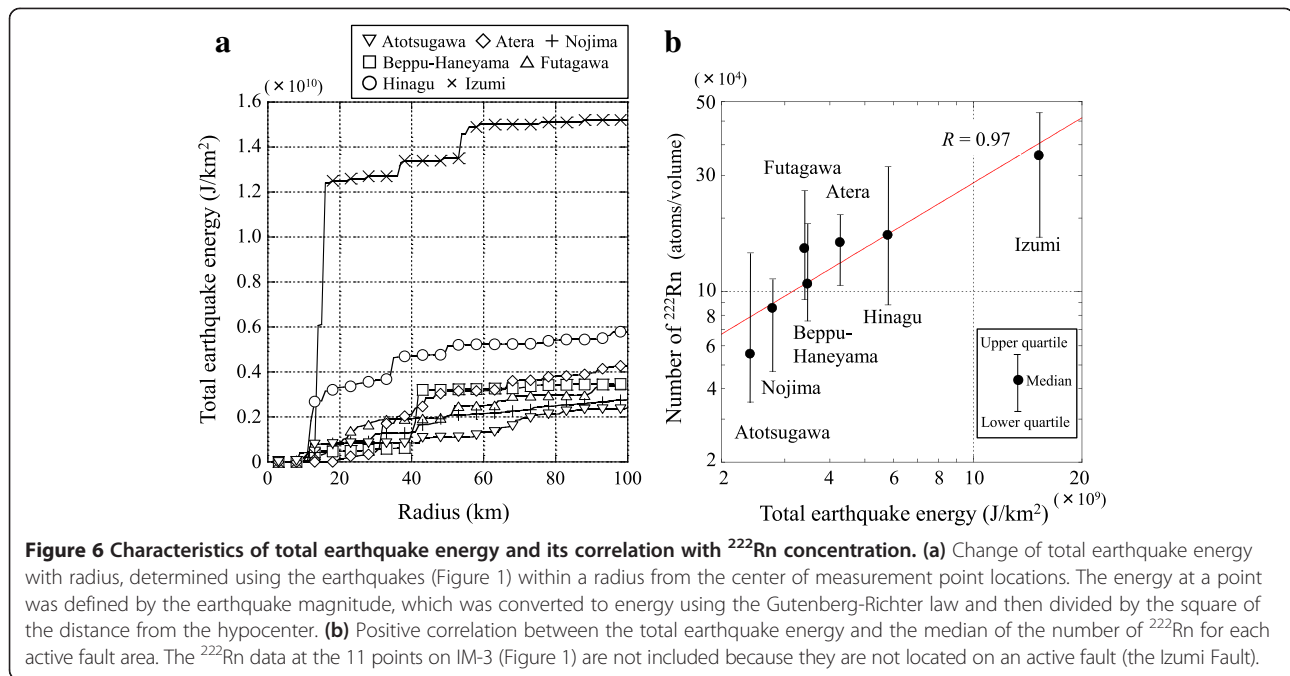 a
▽ Atotsugawa ◇ Atera + Nojima
□ Beppu-Haneyama △ Futagawa
○ Hinagu × Izumi
(×10¹⁰)
1.6
1.4
1.2
1.0
0.8
0.6
0.4
0.2
0
Total earthquake energy (J/km²)
0 20 40 60 80 100
Radius (km)
b
(×10⁴)
50
30
10
8
6
4
2
Number of ²²²Rn (atoms/volume)
R = 0.97
Futagawa
Atera
Izumi
Hinagu
Beppu-
Haneyama
Nojima
Atotsugawa
Upper quartile
Median
Lower quartile
2 4 6 8 10 20
(×10⁹)
Total earthquake energy (J/km²)
Figure 6 Characteristics of total earthquake energy and its correlation with ²²²Rn concentration. (a) Change of total earthquake energy
with radius, determined using the earthquakes (Figure 1) within a radius from the center of measurement point locations. The energy at a point
was defined by the earthquake magnitude, which was converted to energy using the Gutenberg-Richter law and then divided by the square of
the distance from the hypocenter. (b) Positive correlation between the total earthquake energy and the median of the number of ²²²Rn for each
active fault area. The ²²²Rn data at the 11 points on IM-3 (Figure 1) are not included because they are not located on an active fault (the Izumi Fault).